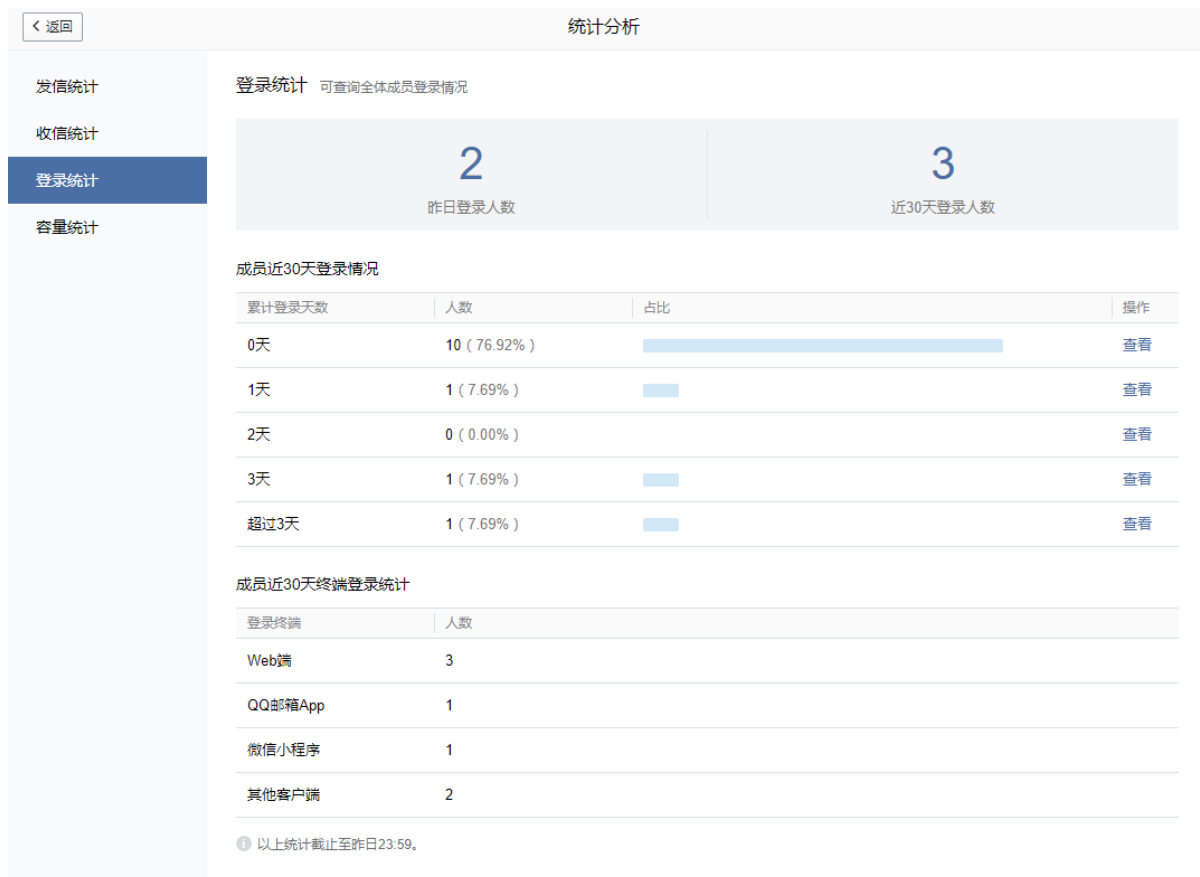 返回
统计分析
发信统计
收信统计
登录统计
容量统计
登录统计 可查询全体成员登录情况
2
昨日登录人数
3
近30天登录人数
成员近30天登录情况
累计登录天数 人数 占比 操作
0天 10 ( 76.92% ) 查看
1天 1 ( 7.69% ) 查看
2天 0 ( 0.00% ) 查看
3天 1 ( 7.69% ) 查看
超过3天 1 ( 7.69% ) 查看
成员近30天终端登录统计
登录终端 人数
Web端 3
QQ邮箱App 1
微信小程序 1
其他客户端 2
以上统计截止至昨日23:59。